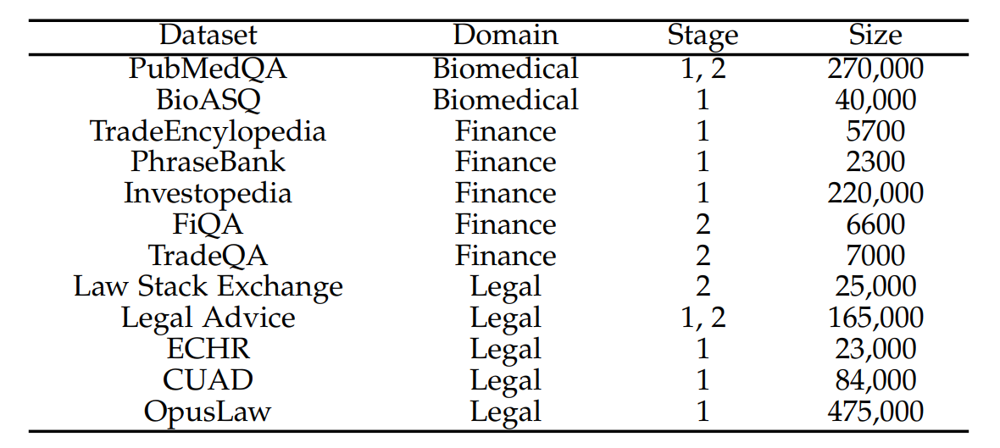 Dataset Domain Stage Size
PubMedQA Biomedical 1, 2 270,000
BioASQ Biomedical 1 40,000
TradeEncylopedia Finance 1 5700
PhraseBank Finance 1 2300
Investopedia Finance 1 220,000
FiQA Finance 2 6600
TradeQA Finance 2 7000
Law Stack Exchange Legal 2 25,000
Legal Advice Legal 1, 2 165,000
ECHR Legal 1 23,000
CUAD Legal 1 84,000
OpusLaw Legal 1 475,000